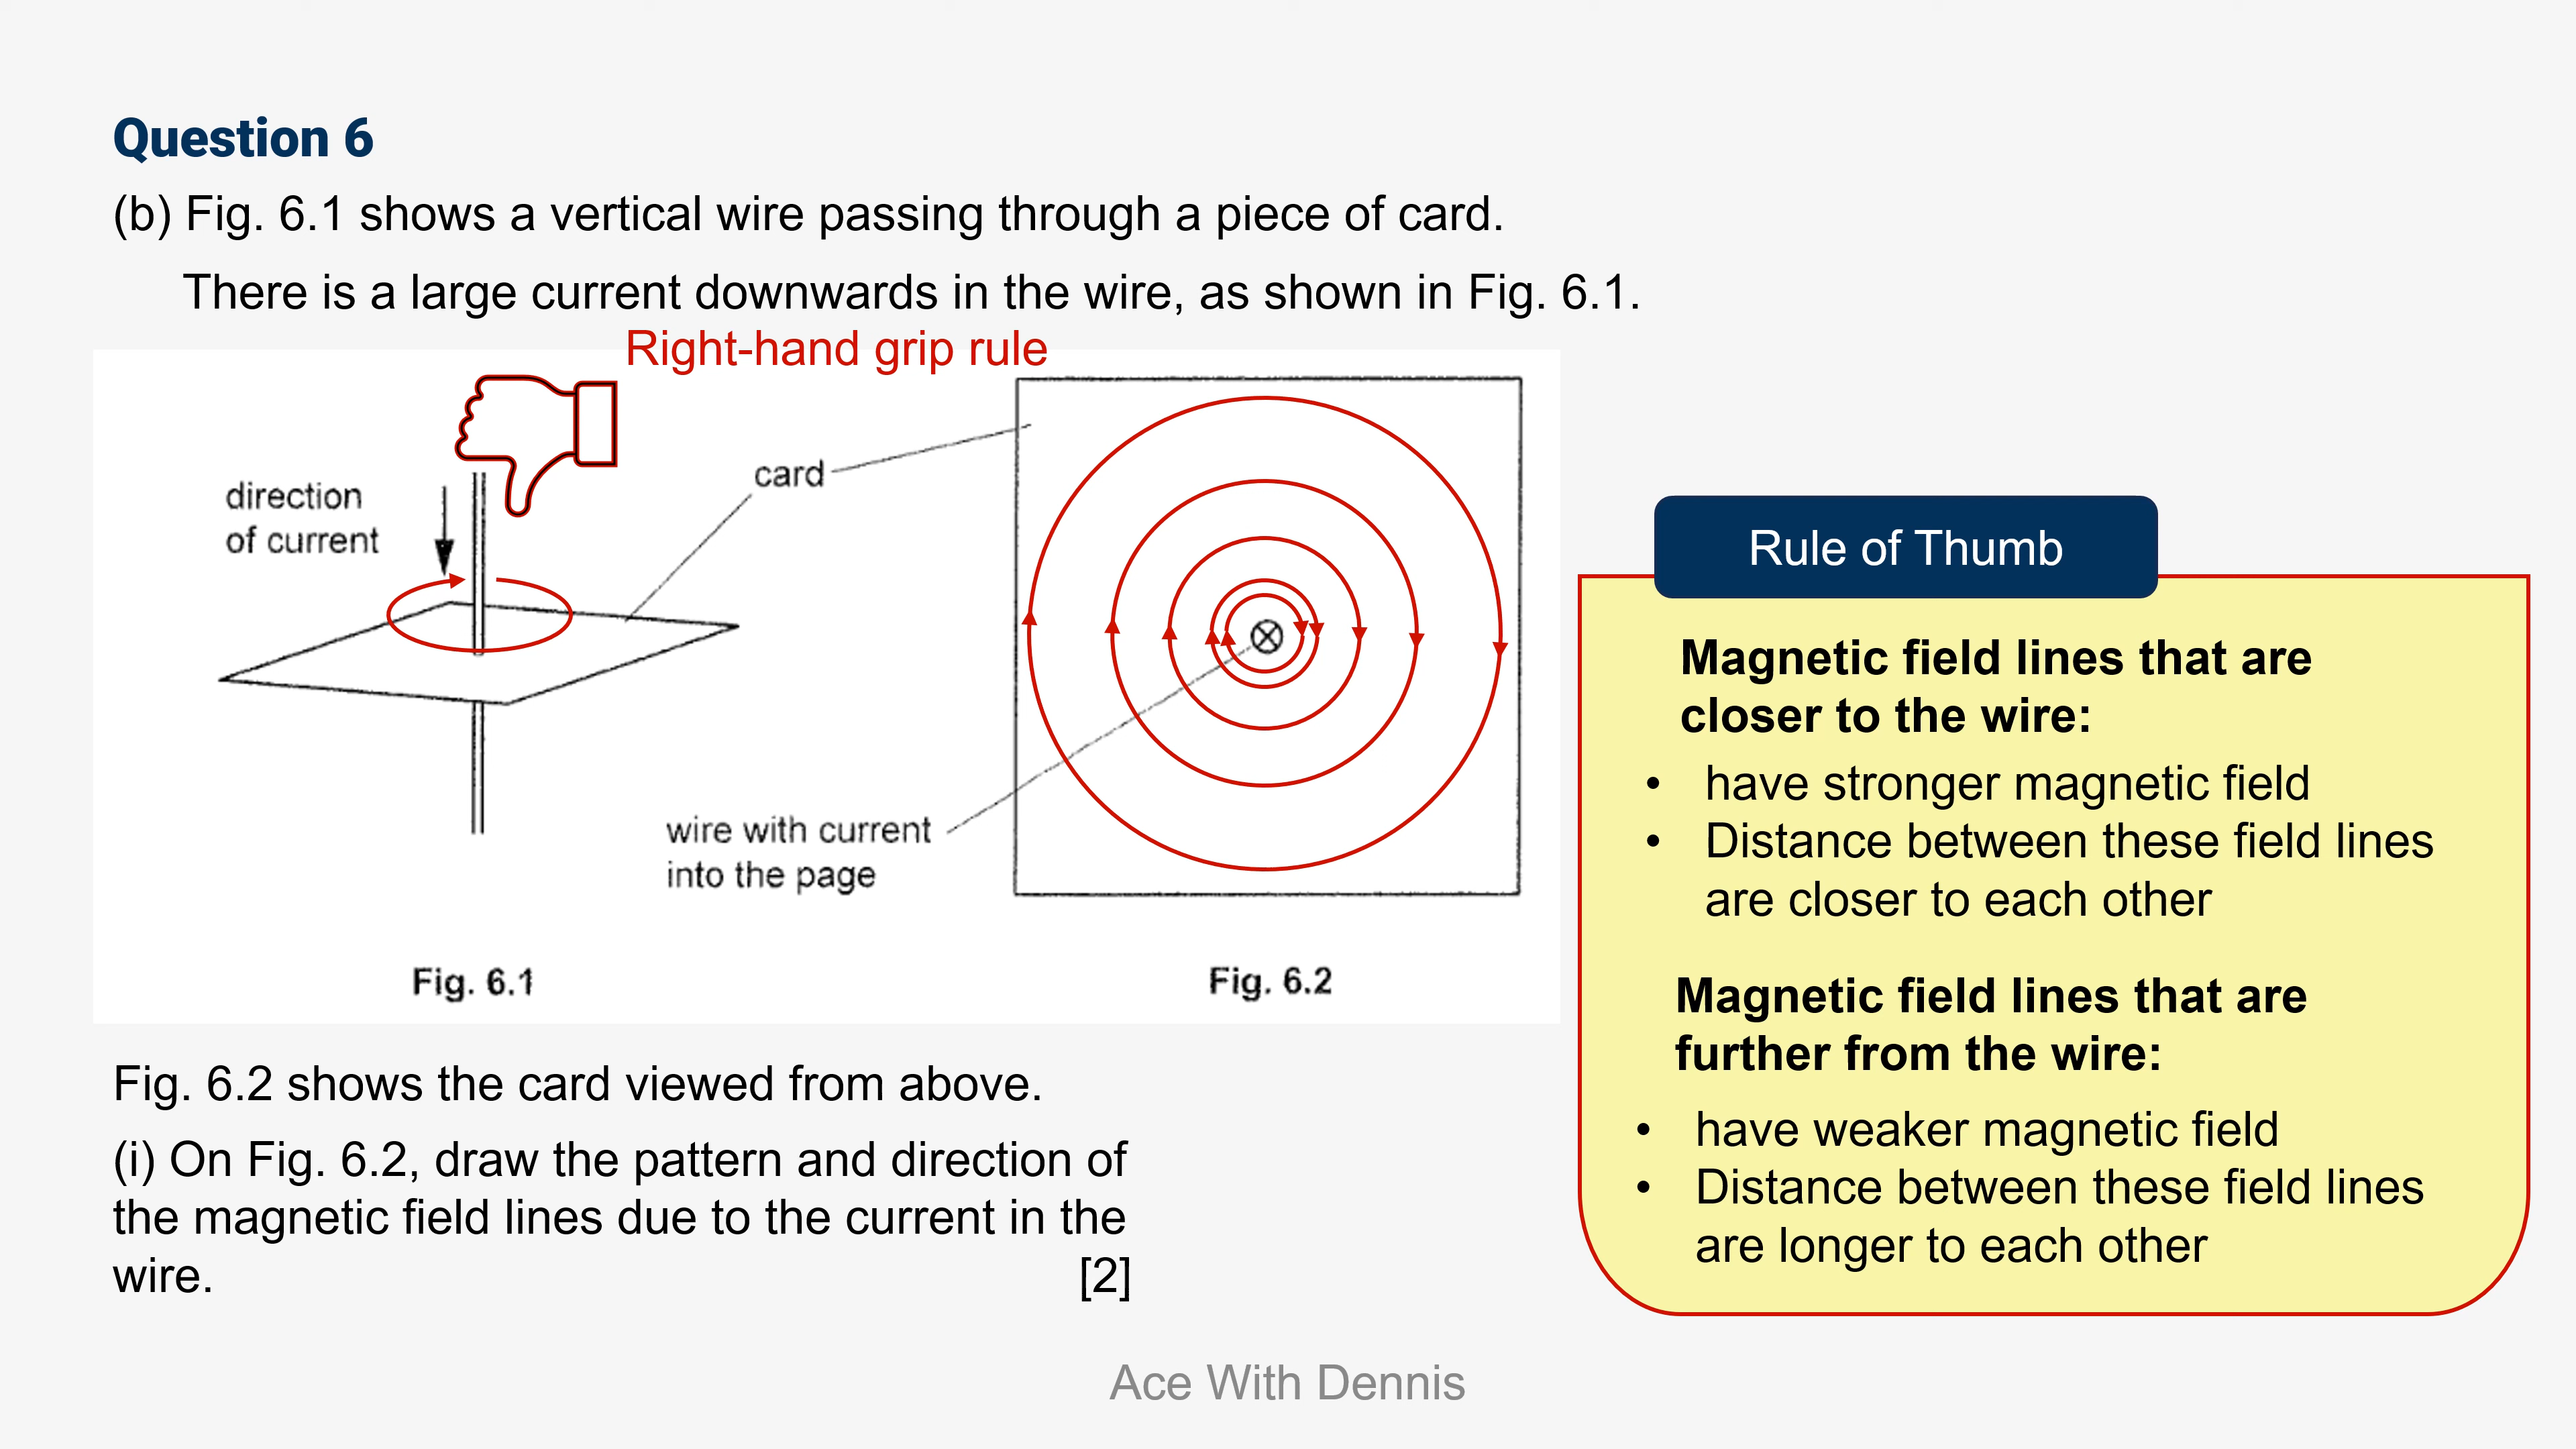 Question 6
(b) Fig. 6.1 shows a vertical wire passing through a piece of card.
There is a large current downwards in the wire, as shown in Fig. 6.1.
Right-hand grip rule
direction
of current
card
wire with current
into the page
Fig. 6.1
Fig. 6.2
Rule of Thumb
Magnetic field lines that are
closer to the wire:
• have stronger magnetic field
• Distance between these field lines
are closer to each other
Magnetic field lines that are
further from the wire:
• have weaker magnetic field
• Distance between these field lines
are longer to each other
Fig. 6.2 shows the card viewed from above.
(i) On Fig. 6.2, draw the pattern and direction of
the magnetic field lines due to the current in the
wire. [2]
Ace With Dennis